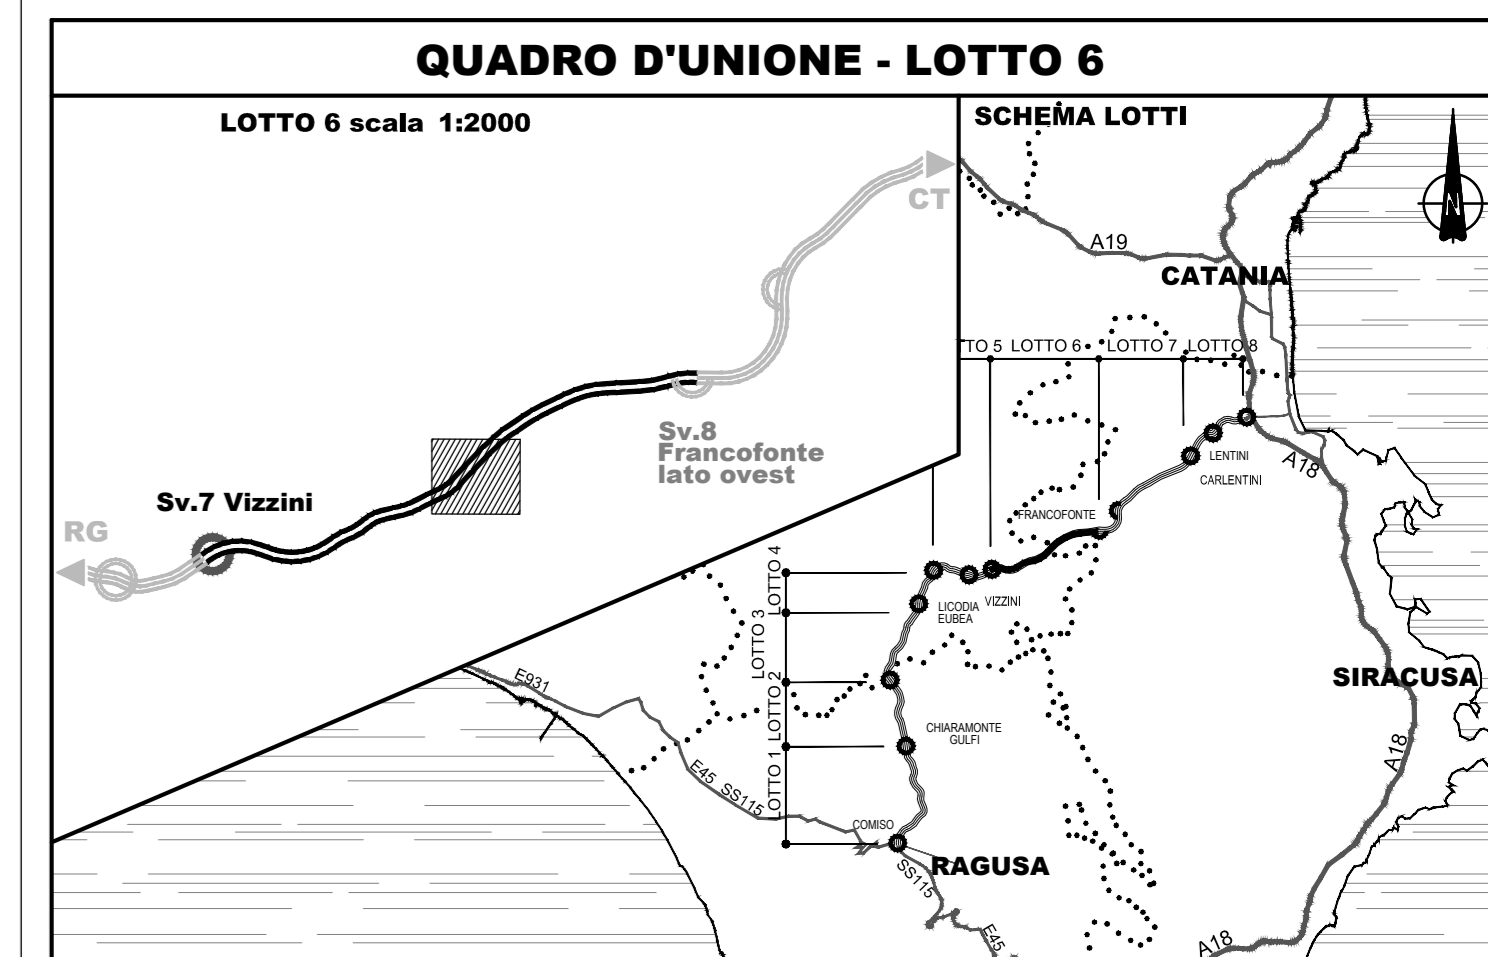 QUADRO D'UNIONE - LOTTO 6
LOTTO 6 scala 1:2000
SCHEMA LOTTI
CT
N
A19
CATANIA
TTO 5 LOTTO 6 LOTTO 7 LOTTO 8
Sv.8
Francofonte
lato ovest
Sv.7 Vizzini
RG
LENTINI
A18
CARLENTINI
FRANCOFONTE
LOTTO 4
VIZZINI
LICODIA
EUBEA
LOTTO 3
E931
LOTTO 2
SIRACUSA
CHIARAMONTE
GULFI
A18
LOTTO 1
E45 SS115
COMISO
RAGUSA
SS115
E45
A18